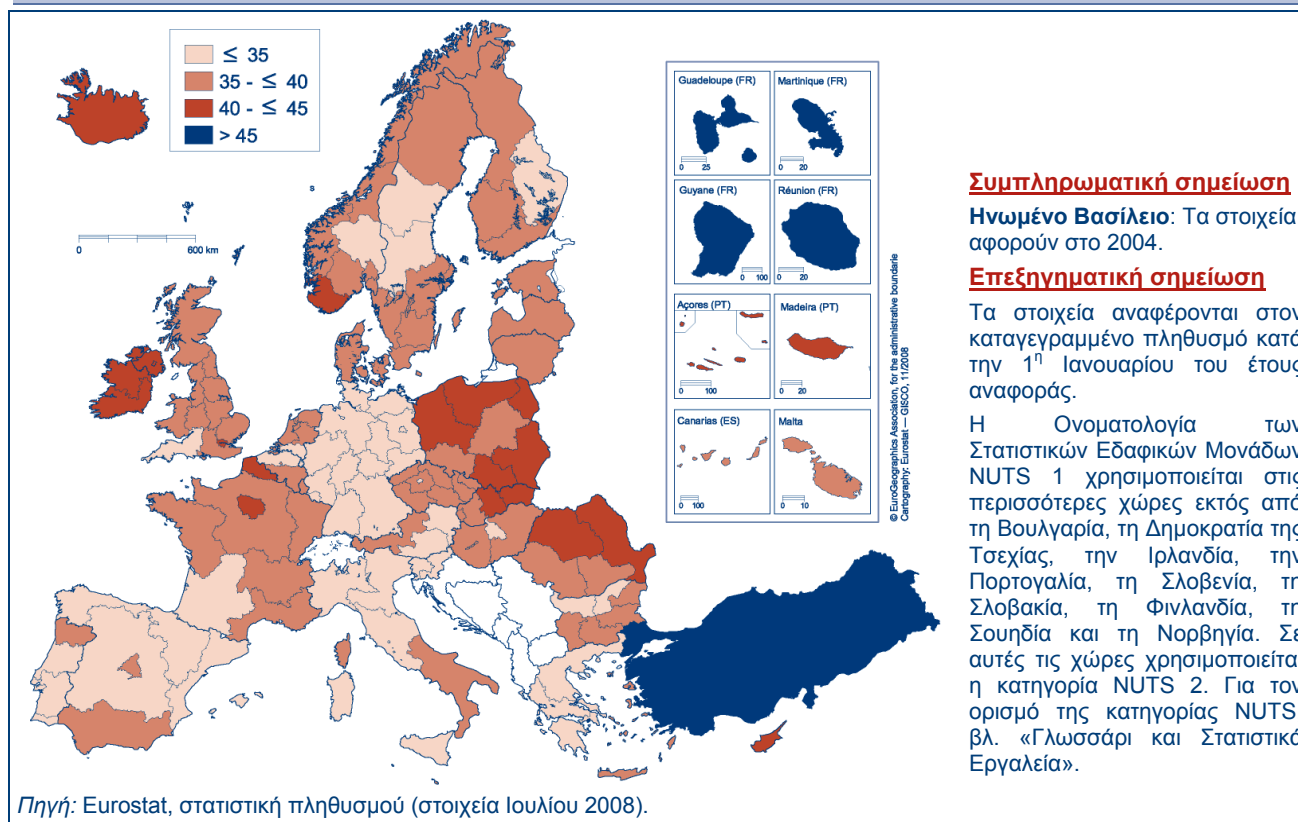 ≤ 35
35 - ≤ 40
40 - ≤ 45
> 45
s
0 600 km
Guadeloupe (FR)
0 25
Martinique (FR)
0 20
Guyane (FR)
0 100
Réunion (FR)
0 20
Açores (PT)
0 100
Madeira (PT)
0 20
Canarias (ES)
0 100
Malta
0 10
© EuroGeographics Association, for the administrative boundarie
Cartography: Eurostat — GISCO, 11/2008
Συμπληρωματική σημείωση
Ηνωμένο Βασίλειο: Τα στοιχεία
αφορούν στο 2004.
Επεξηγηματική σημείωση
Τα στοιχεία αναφέρονται στον
καταγεγραμμένο πληθυσμό κατά
την 1η Ιανουαρίου του έτους
αναφοράς.
Η Ονοματολογία των
Στατιστικών Εδαφικών Μονάδων
NUTS 1 χρησιμοποιείται στις
περισσότερες χώρες εκτός από
τη Βουλγαρία, τη Δημοκρατία της
Τσεχίας, την Ιρλανδία, την
Πορτογαλία, τη Σλοβενία, τη
Σλοβακία, τη Φινλανδία, τη
Σουηδία και τη Νορβηγία. Σε
αυτές τις χώρες χρησιμοποιείται
η κατηγορία NUTS 2. Για τον
ορισμό της κατηγορίας NUTS
βλ. «Γλωσσάρι και Στατιστικά
Εργαλεία».
Πηγή: Eurostat, στατιστική πληθυσμού (στοιχεία Ιουλίου 2008).